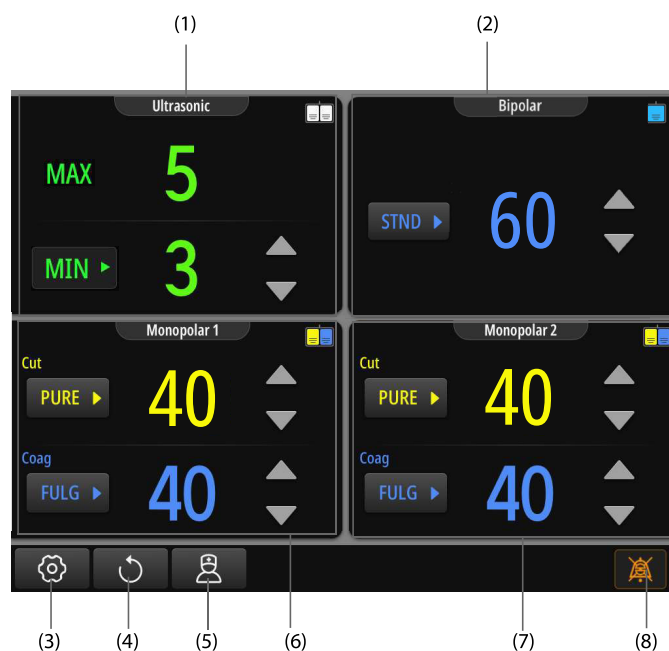 (1) (2)
Ultrasonic Bipolar
MAX 5
STND 60
MIN 3
Monopolar 1 Monopolar 2
Cut Cut
PURE 40 PURE 40
Coag Coag
FULG 40 FULG 40
(3) (4) (5) (6) (7) (8)